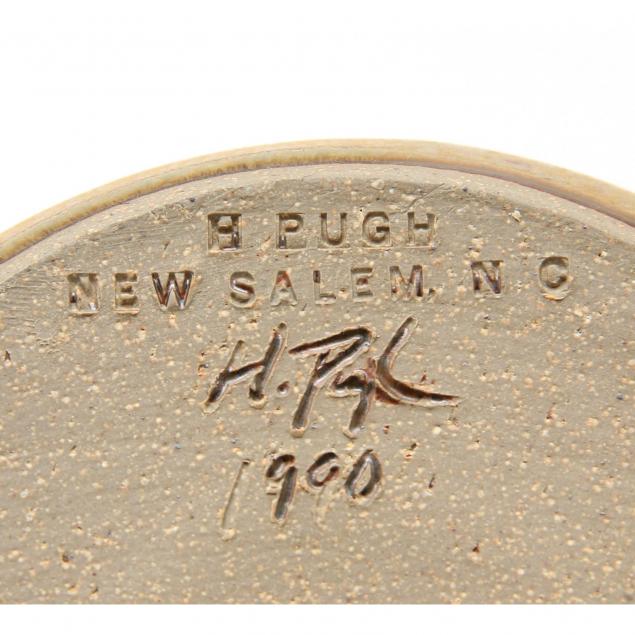 H PUGH
NEW SALEM, N C
H. Pugh
1990